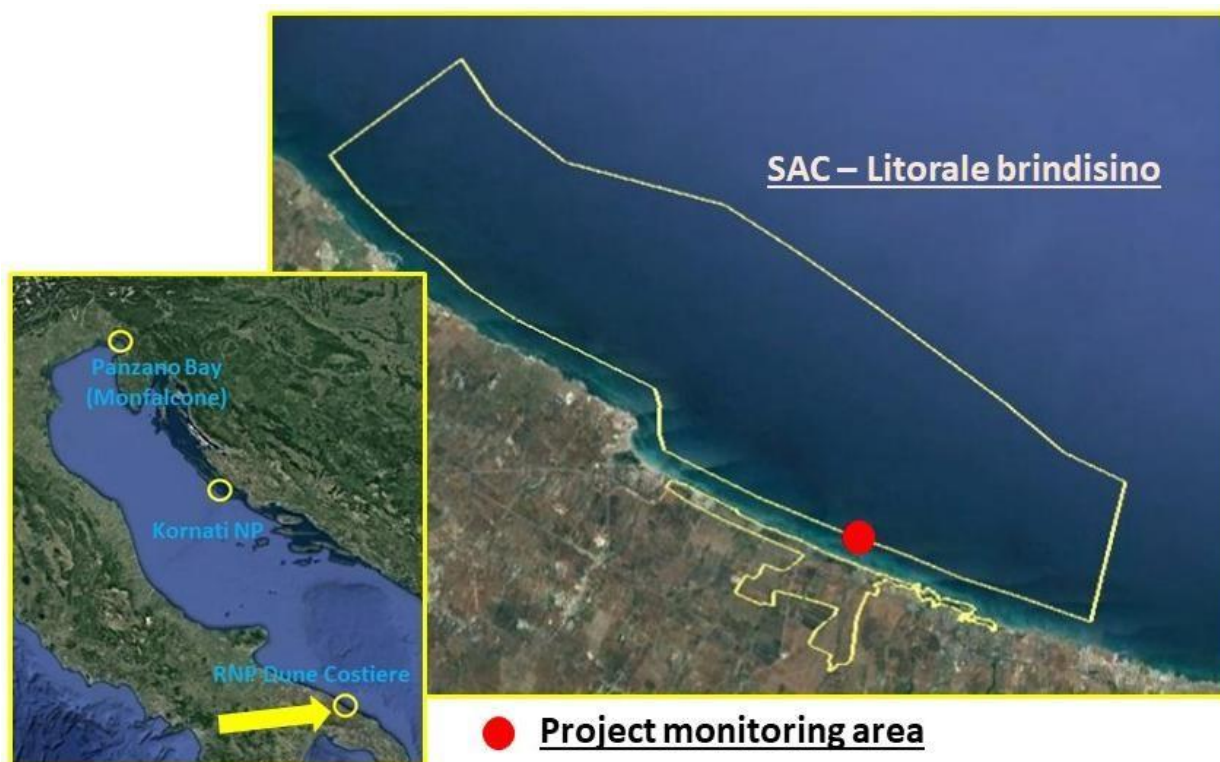 SAC – Litorale brindisino
Panzano Bay
(Monfalcone)
Kornati NP
RNP Dune Costiere
Project monitoring area